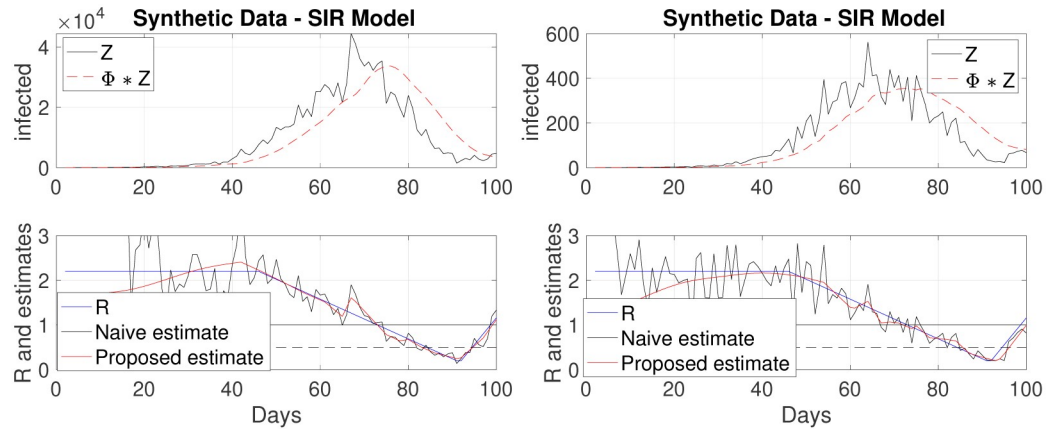 Synthetic Data - SIR Model
×10⁴
4
2
0
infected
Z
Φ ∗ Z
0 20 40 60 80 100
3
2
1
0
R and estimates
R
Naive estimate
Proposed estimate
0 20 40 60 80 100
Days
Synthetic Data - SIR Model
600
400
200
0
infected
Z
Φ ∗ Z
0 20 40 60 80 100
3
2
1
0
R and estimates
R
Naive estimate
Proposed estimate
0 20 40 60 80 100
Days